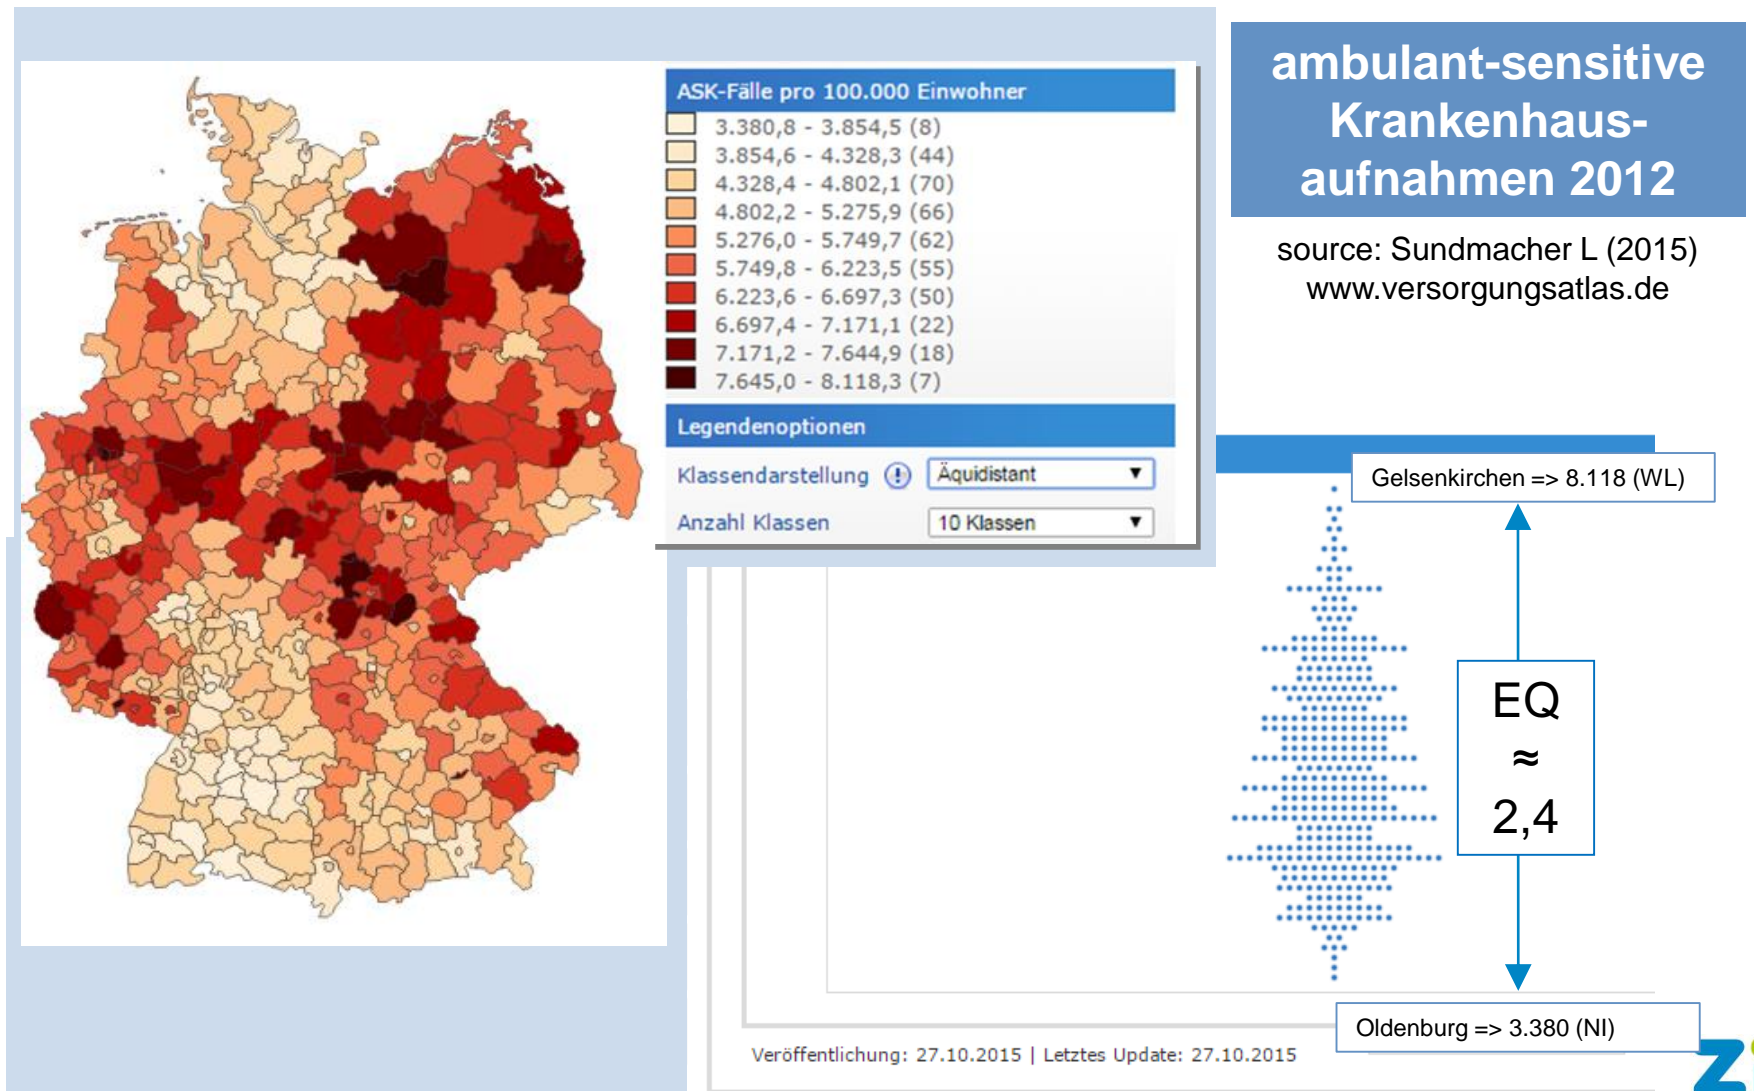 ambulant-sensitive
Krankenhaus-
aufnahmen 2012
source: Sundmacher L (2015)
www.versorgungsatlas.de
ASK-Fälle pro 100.000 Einwohner
3.380,8 - 3.854,5 (8)
3.854,6 - 4.328,3 (44)
4.328,4 - 4.802,1 (70)
4.802,2 - 5.275,9 (66)
5.276,0 - 5.749,7 (62)
5.749,8 - 6.223,5 (55)
6.223,6 - 6.697,3 (50)
6.697,4 - 7.171,1 (22)
7.171,2 - 7.644,9 (18)
7.645,0 - 8.118,3 (7)
Legendenoptionen
Klassendarstellung ! Äquidistant
Anzahl Klassen 10 Klassen
Gelsenkirchen => 8.118 (WL)
EQ
≈
2,4
Oldenburg => 3.380 (NI)
Veröffentlichung: 27.10.2015 | Letztes Update: 27.10.2015